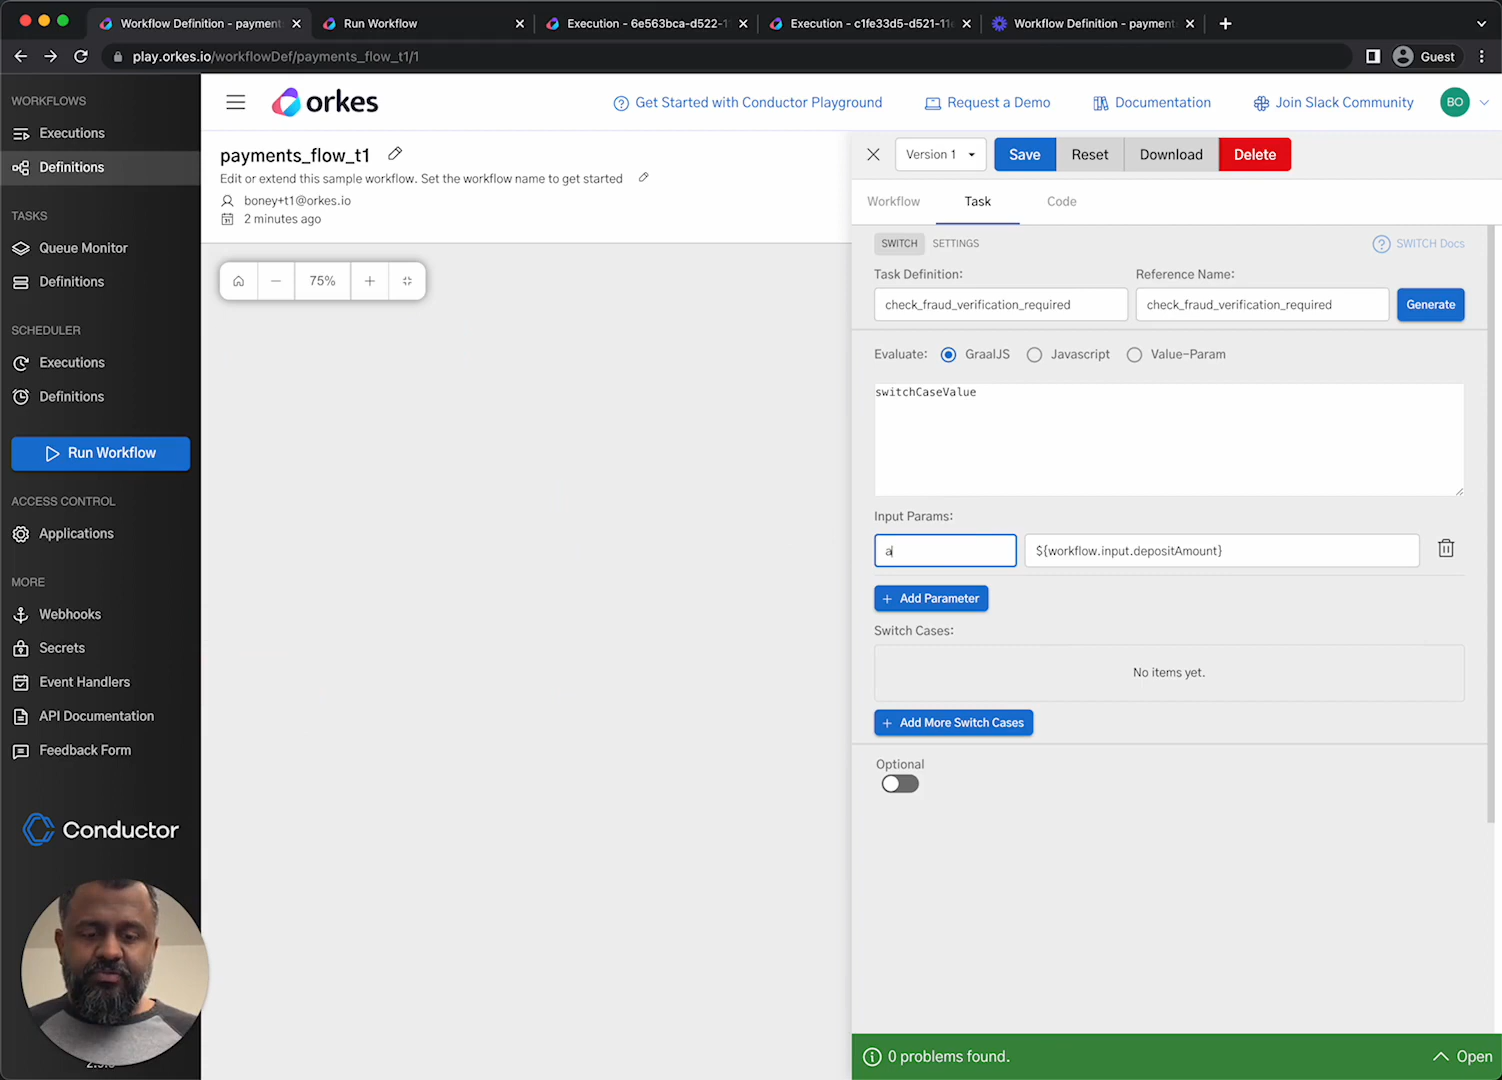 Workflow Definition - payment
Run Workflow
Execution - 6e563bca-d522-1
Execution - c1fe33d5-d521-11
Workflow Definition - payment
play.orkes.io/workflowDef/payments_flow_t1/1
Guest
WORKFLOWS
Executions
Definitions
TASKS
Queue Monitor
Definitions
SCHEDULER
Executions
Definitions
Run Workflow
ACCESS CONTROL
Applications
MORE
Webhooks
Secrets
Event Handlers
API Documentation
Feedback Form
Conductor
orkes
Get Started with Conductor Playground
Request a Demo
Documentation
Join Slack Community
BO
payments_flow_t1
Edit or extend this sample workflow. Set the workflow name to get started
boney+t1@orkes.io
2 minutes ago
75%
Version 1
Save
Reset
Download
Delete
Workflow
Task
Code
SWITCH
SETTINGS
SWITCH Docs
Task Definition:
Reference Name:
check_fraud_verification_required
check_fraud_verification_required
Generate
Evaluate:
GraalJS
Javascript
Value-Param
switchCaseValue
Input Params:
a
${workflow.input.depositAmount}
+ Add Parameter
Switch Cases:
No items yet.
+ Add More Switch Cases
Optional
0 problems found.
Open